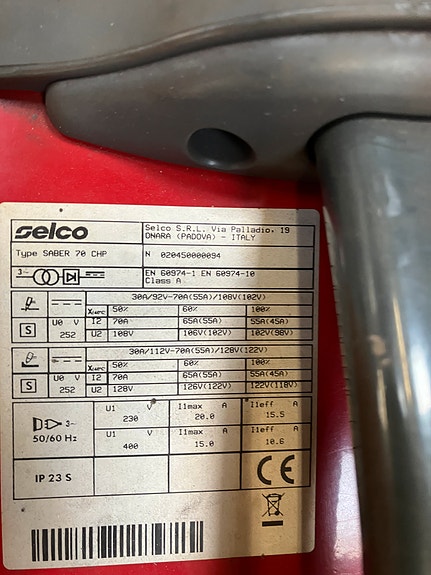 selco
Selco S.R.L. Via Palladio, 19
ONARA (PADOVA) - ITALY
Type SABER 70 CHP
N 020450000094
3~
EN 60974-1 EN 60974-10
Class A
30A/92V-70A(55A)/108V(102V)
X(40°C) 50% 60% 100%
S U0 V I2 70A 65A(55A) 55A(45A)
252 U2 108V 106V(102V) 102V(98V)
30A/112V-70A(55A)/128V(122V)
X(40°C) 50% 60% 100%
S U0 V I2 70A 65A(55A) 55A(45A)
252 U2 128V 126V(122V) 122V(118V)
3~
50/60 Hz
U1 V I1max A I1eff A
230 20.0 15.5
U1 V I1max A I1eff A
400 15.0 10.6
IP 23 S
CE